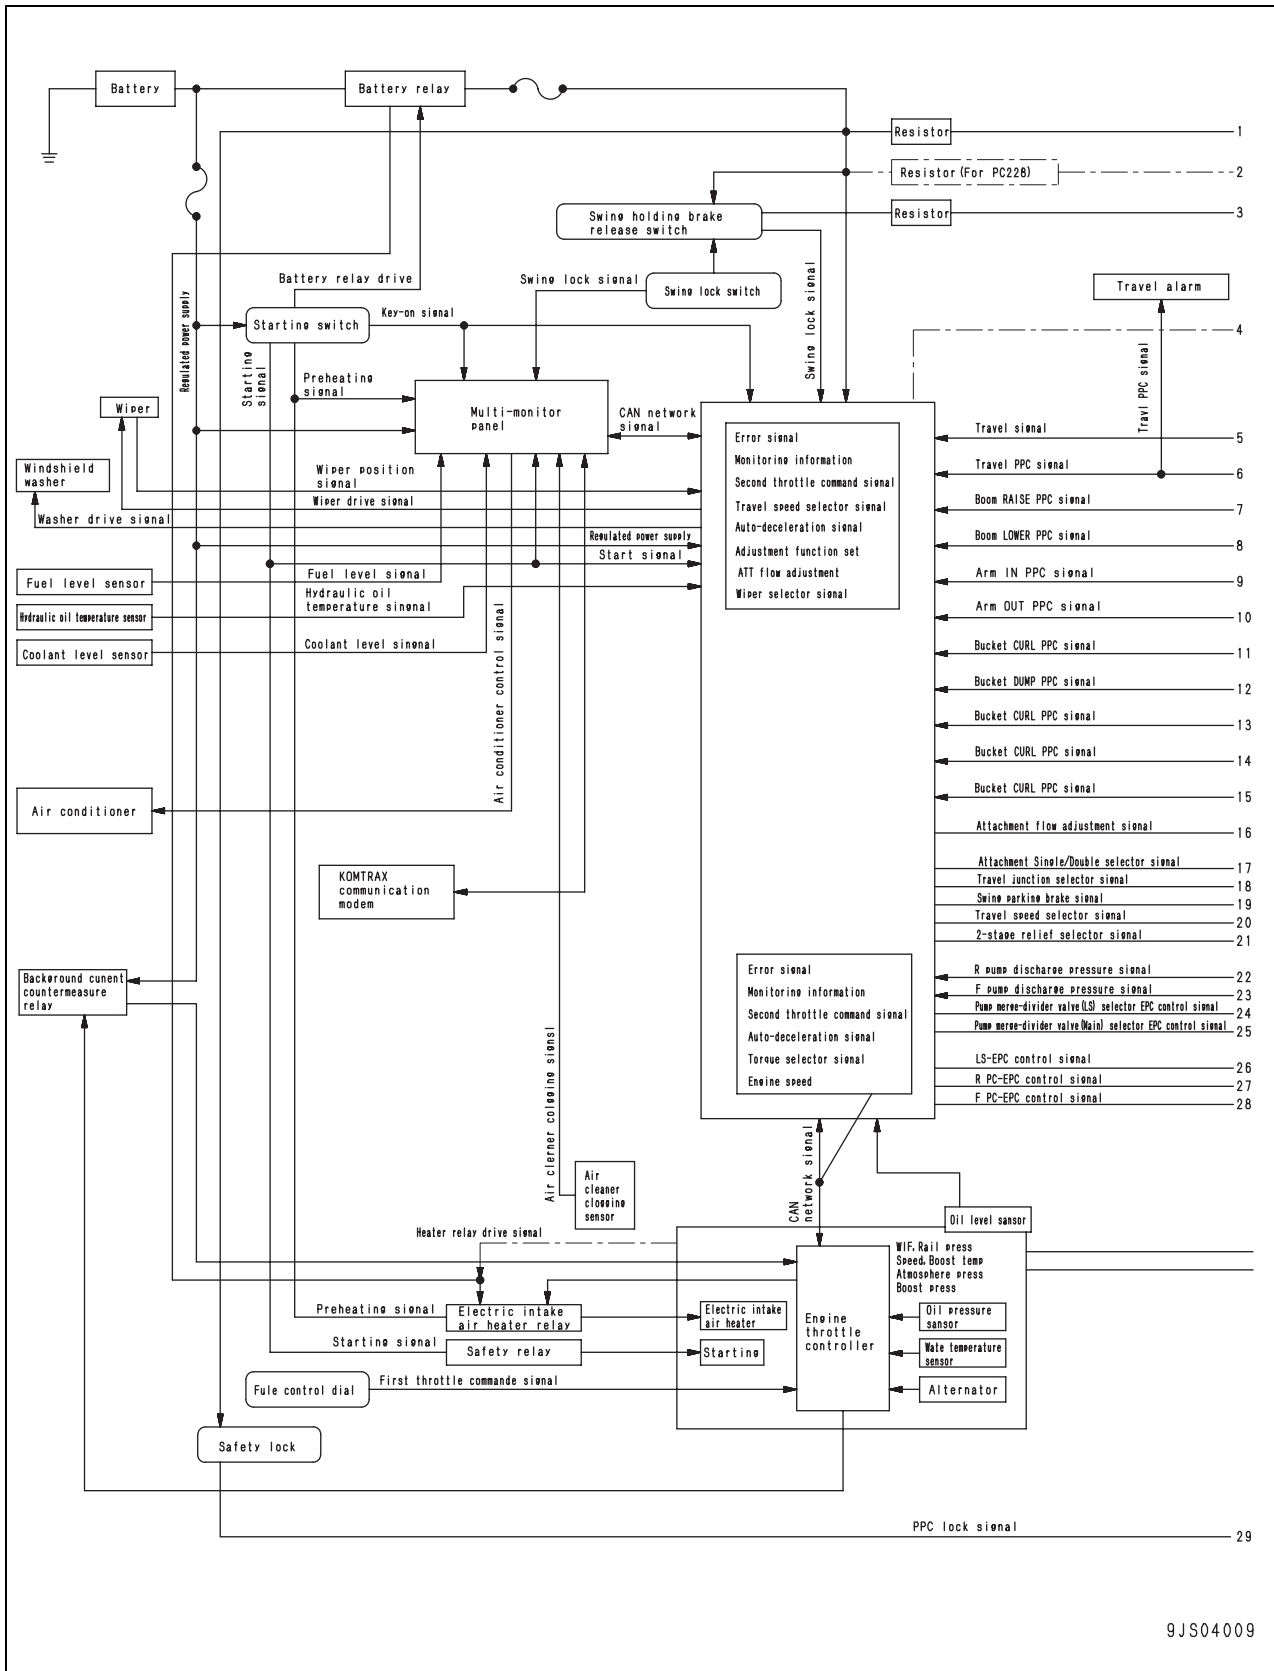 Battery
Battery relay
Resistor
1
Resistor (For PC228)
2
Swing holding brake
release switch
Resistor
3
Battery relay drive
Swing lock signal
Swing lock switch
Swing lock signal
Travel alarm
Regulated power supply
Starting switch
Key-on signal
4
Starting
signal
Preheating
signal
Travl PPC signal
Wiper
Multi-monitor
panel
CAN network
signal
Error signal
Monitoring information
Second throttle command signal
Travel speed selector signal
Auto-deceleration signal
Adjustment function set
ATT flow adjustment
Wiper selector signal
Travel signal
5
Windshield
washer
Wiper position
signal
Travel PPC signal
6
Wiper drive signal
Boom RAISE PPC signal
7
Washer drive signal
Regulated power supply
Boom LOWER PPC signal
8
Start signal
Fuel level sensor
Fuel level signal
Arm IN PPC signal
9
Hydraulic oil temperature sensor
Hydraulic oil
temperature sinonal
Arm OUT PPC signal
10
Coolant level sensor
Coolant level sinonal
Bucket CURL PPC signal
11
Air conditioner control signal
Bucket DUMP PPC signal
12
Bucket CURL PPC signal
13
Bucket CURL PPC signal
14
Air conditioner
Bucket CURL PPC signal
15
Attachment flow adjustment signal
16
KOMTRAX
communication
modem
Attachment Single/Double selector signal
17
Travel junction selector signal
18
Swing parking brake signal
19
Travel speed selector signal
20
2-stage relief selector signal
21
Background cunent
countermeasure
relay
Error signal
Monitoring information
Second throttle command signal
Auto-deceleration signal
Torque selector signal
Engine speed
R pump discharge pressure signal
22
F pump discharge pressure signal
23
Pump merge-divider valve(LS) selector EPC control signal
24
Pump merge-divider valve(Main) selector EPC control signal
25
LS-EPC control signal
26
R PC-EPC control signal
27
F PC-EPC control signal
28
Air clerner cologging signsl
Air
cleaner
clogging
sensor
CAN
network signal
Oil level sansor
Heater relay drive signal
WIF.Rail press
Speed.Boost temp
Atmosphere press
Boost press
Preheating signal
Electric intake
air heater relay
Electric intake
air heater
Engine
throttle
controller
Oil pressure
sansor
Starting signal
Safety relay
Starting
Wate temperature
sensor
Fule control dial
First throttle commande signal
Alternator
Safety lock
PPC lock signal
29
9JS04009